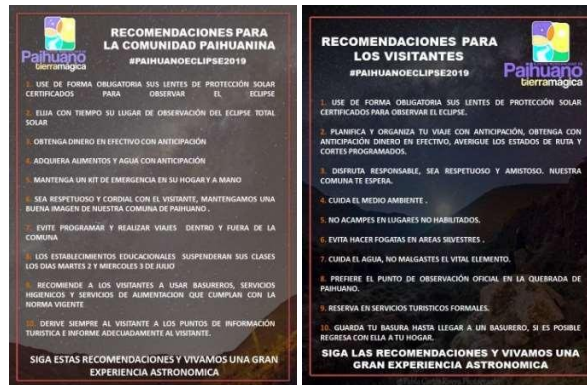 Paihuano
tierramágica
RECOMENDACIONES PARA
LA COMUNIDAD PAIHUANINA
#PAIHUANOECLIPSE2019
1. USE DE FORMA OBLIGATORIA SUS LENTES DE PROTECCIÓN SOLAR
CERTIFICADOS PARA OBSERVAR EL ECLIPSE
2. ELIJA CON TIEMPO SU LUGAR DE OBSERVACIÓN DEL ECLIPSE TOTAL
SOLAR
3. OBTENGA DINERO EN EFECTIVO CON ANTICIPACIÓN
4. ADQUIERA ALIMENTOS Y AGUA CON ANTICIPACIÓN
5. MANTENGA UN KIT DE EMERGENCIA EN SU HOGAR Y A MANO
6. SEA RESPETUOSO Y CORDIAL CON EL VISITANTE, MANTENGAMOS UNA
BUENA IMAGEN DE NUESTRA COMUNA DE PAIHUANO .
7. EVITE PROGRAMAR Y REALIZAR VIAJES DENTRO Y FUERA DE LA
COMUNA
8. LOS ESTABLECIMIENTOS EDUCACIONALES SUSPENDERAN SUS CLASES
LOS DIAS MARTES 2 Y MIERCOLES 3 DE JULIO
9. RECOMIENDE A LOS VISITANTES A USAR BASUREROS, SERVICIOS
HIGIENICOS Y SERVICIOS DE ALIMENTACION QUE CUMPLAN CON LA
NORMA VIGENTE
10. DERIVE SIEMPRE AL VISITANTE A LOS PUNTOS DE INFORMACIÓN
TURISTICA E INFORME ADECUADAMENTE AL VISITANTE.
SIGA ESTAS RECOMENDACIONES Y VIVAMOS UNA GRAN
EXPERIENCIA ASTRONOMICA
RECOMENDACIONES PARA
LOS VISITANTES
#PAIHUANOECLIPSE2019
Paihuano
tierramágica
1. USE DE FORMA OBLIGATORIA SUS LENTES DE PROTECCIÓN SOLAR
CERTIFICADOS PARA OBSERVAR EL ECLIPSE.
2. PLANIFICA Y ORGANIZA TU VIAJE CON ANTICIPACIÓN, OBTENGA CON
ANTICIPACIÓN DINERO EN EFECTIVO, AVERIGUE LOS ESTADOS DE RUTA Y
CORTES PROGRAMADOS.
3. DISFRUTA RESPONSABLE, SEA RESPETUOSO Y AMISTOSO. NUESTRA
COMUNA TE ESPERA.
4. CUIDA EL MEDIO AMBIENTE .
5. NO ACAMPES EN LUGARES NO HABILITADOS.
6. EVITA HACER FOGATAS EN AREAS SILVESTRES .
7. CUIDA EL AGUA, NO MALGASTES EL VITAL ELEMENTO.
8. PREFIERE EL PUNTO DE OBSERVACIÓN OFICIAL EN LA QUEBRADA DE
PAIHUANO.
9. RESERVA EN SERVICIOS TURISTICOS FORMALES.
10. GUARDA TU BASURA HASTA LLEGAR A UN BASURERO, SI ES POSIBLE
REGRESA CON ELLA A TU HOGAR.
SIGA LAS RECOMENDACIONES Y VIVAMOS UNA
GRAN EXPERIENCIA ASTRONOMICA